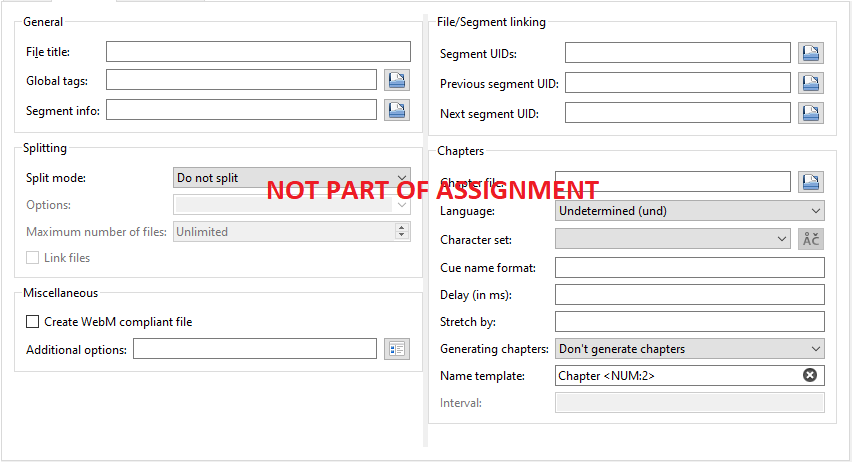 General
File title:
Global tags:
Segment info:
Splitting
Split mode: Do not split
Options:
Maximum number of files: Unlimited
Link files
Miscellaneous
Create WebM compliant file
Additional options:
File/Segment linking
Segment UIDs:
Previous segment UID:
Next segment UID:
Chapters
Chapter file:
Language: Undetermined (und)
Character set: ÅČ
Cue name format:
Delay (in ms):
Stretch by:
Generating chapters: Don't generate chapters
Name template: Chapter <NUM:2>
Interval:
NOT PART OF ASSIGNMENT